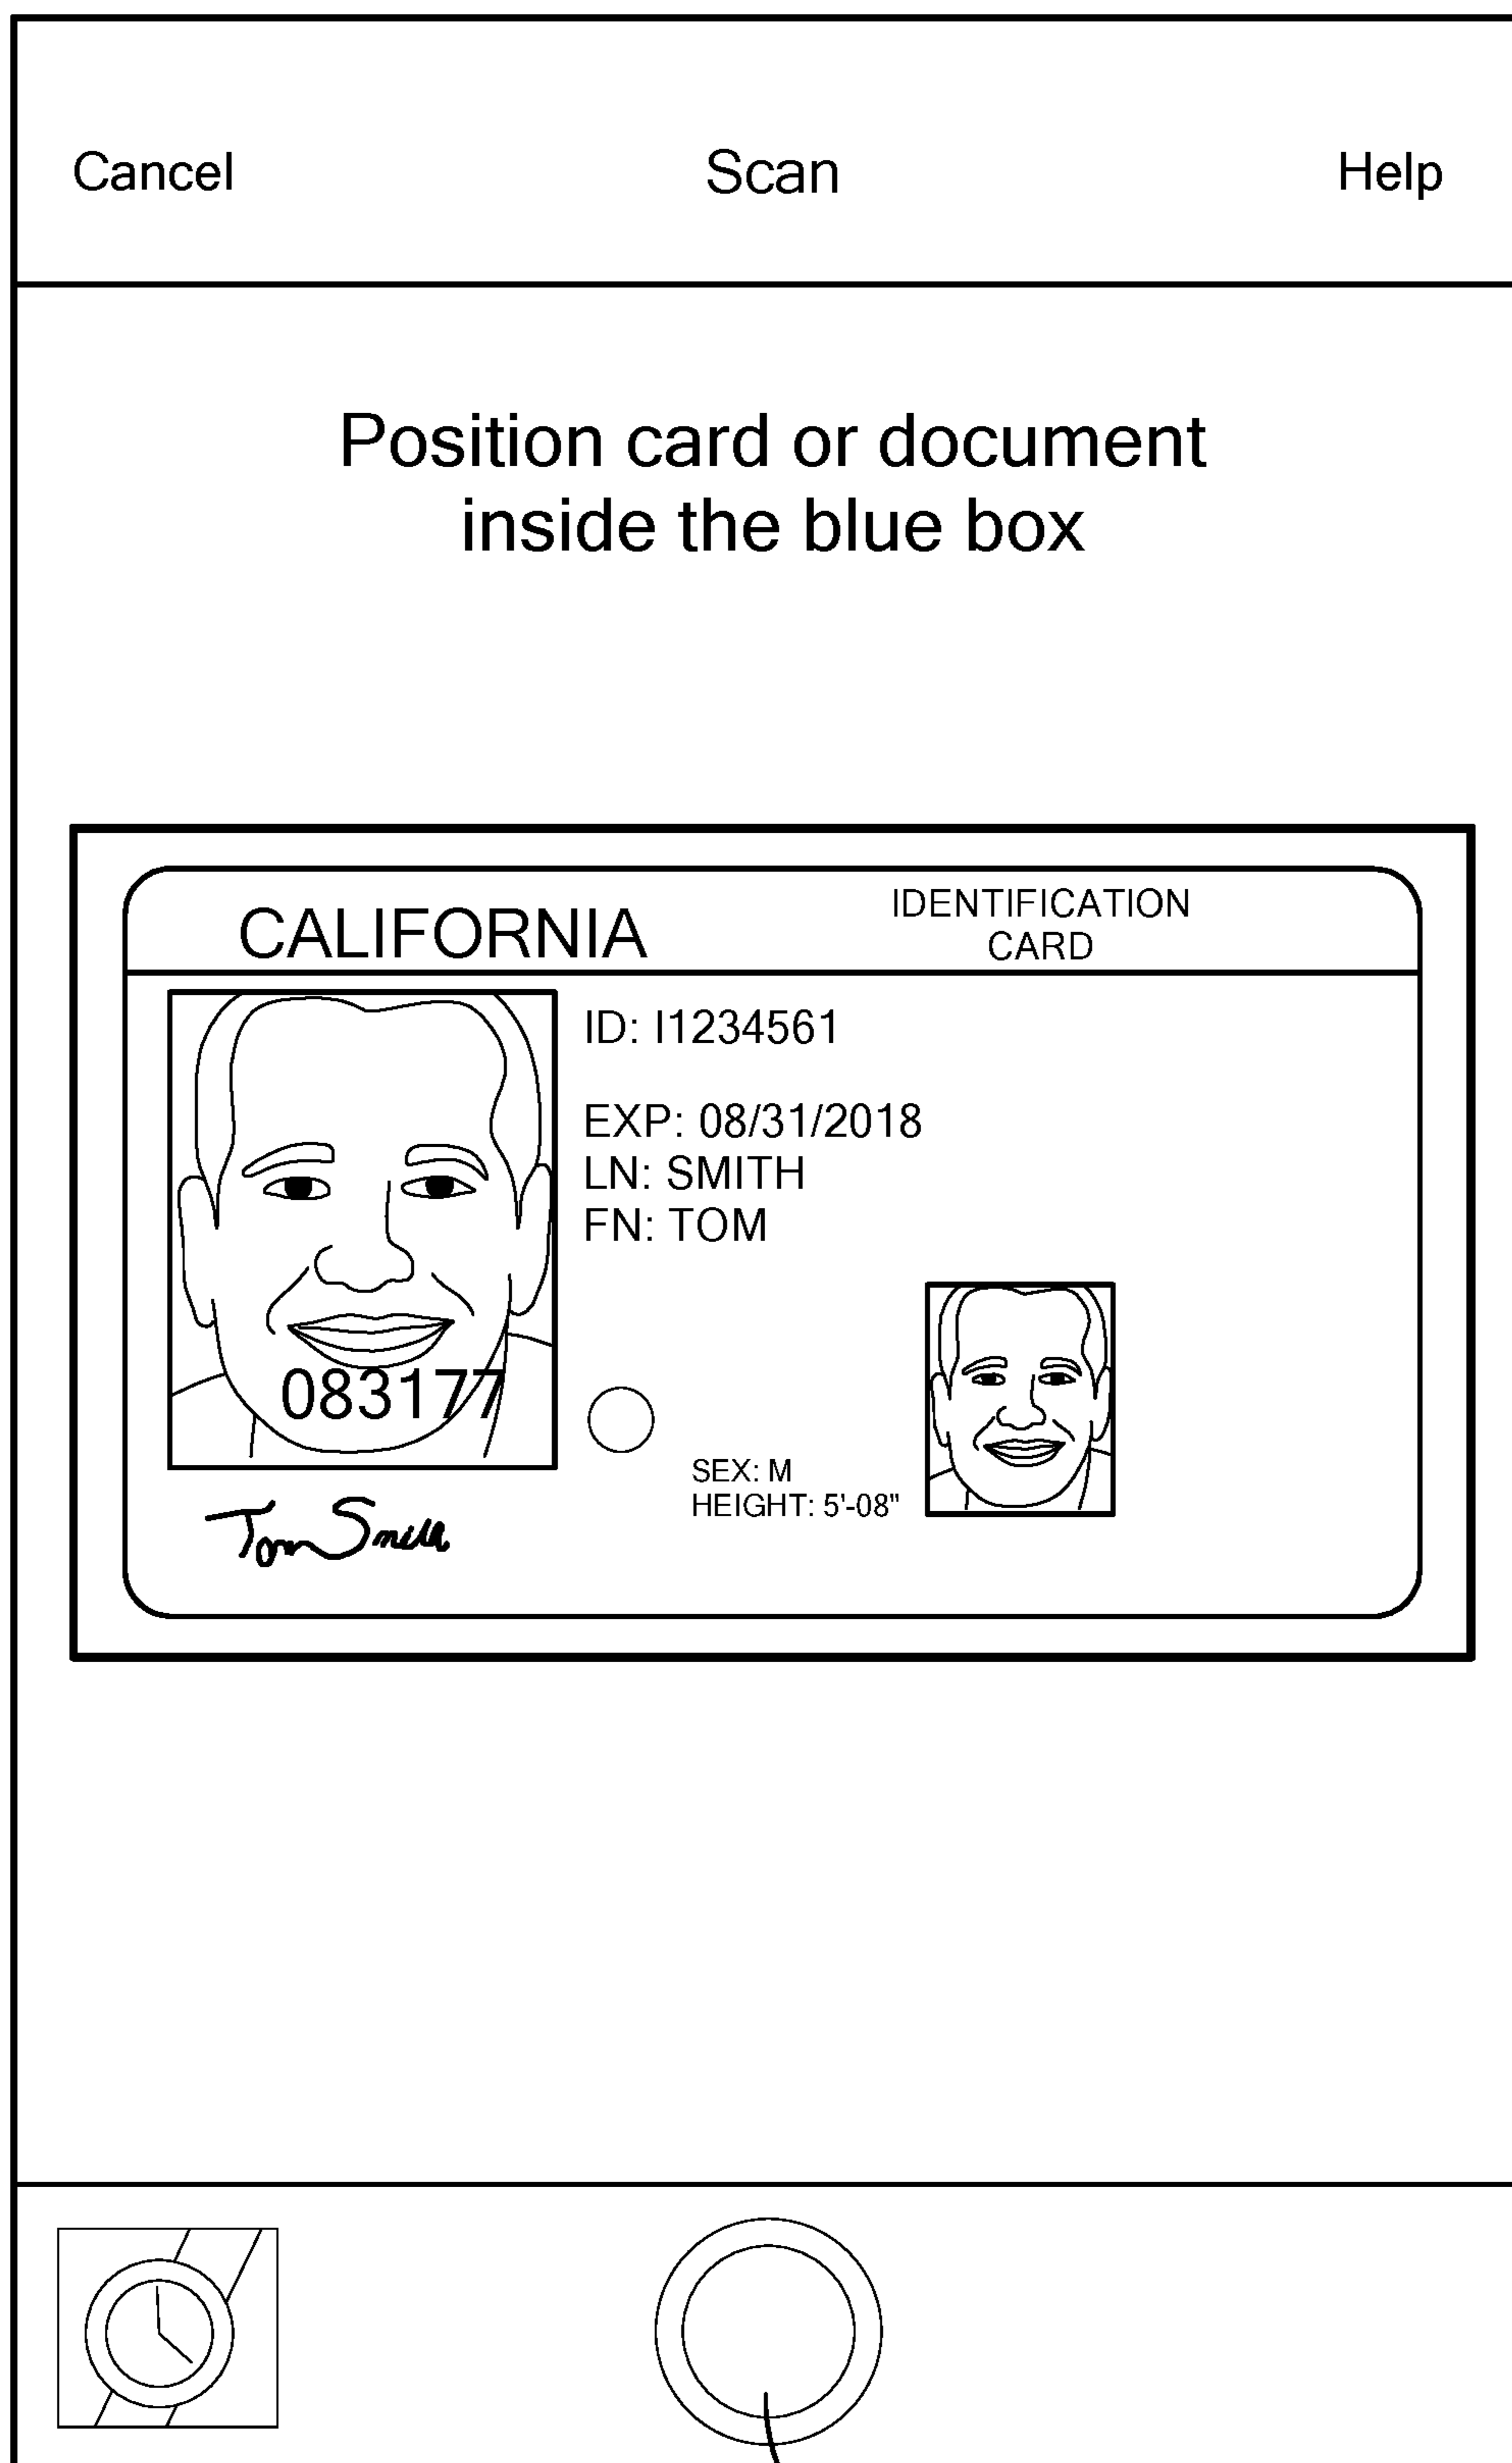 Cancel Scan Help
Position card or document
inside the blue box
CALIFORNIA
IDENTIFICATION
CARD
ID: I1234561
EXP: 08/31/2018
LN: SMITH
FN: TOM
083177
SEX: M
HEIGHT: 5'-08"
Tom Smith